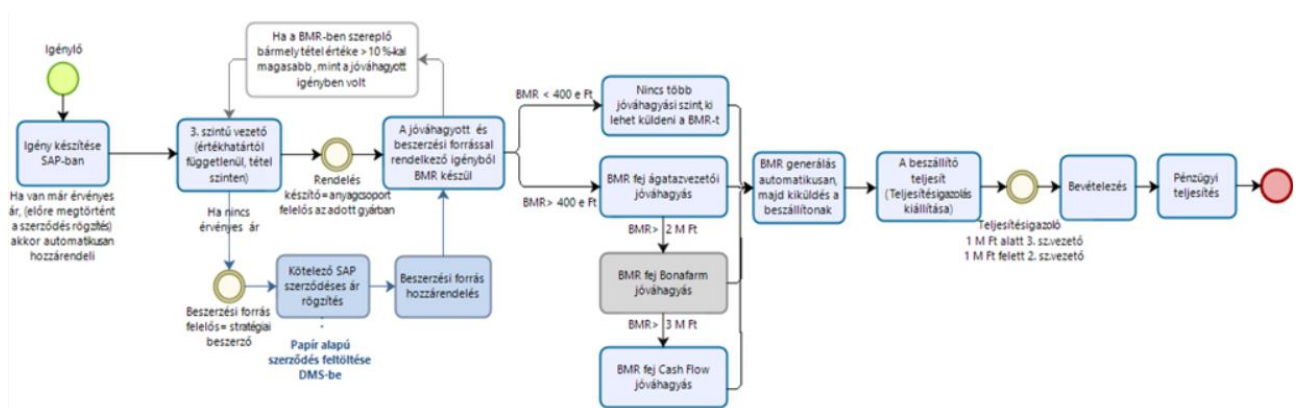 Igénylő
Igény készítése
SAP-ban
Ha van már érvényes
ár, (előre megtörtént
a szerződés rögzítés)
akkor automatikusan
hozzárendeli
Ha a BMR-ben szereplő
bármely tétel értéke > 10 %-kal
magasabb, mint a jóváhagyott
igényben volt
3. szintű vezető
(értékhatártól
függetlenül, tétel
szinten)
Rendelés
készítő=anyagcsoport
felelős az adott gyárban
A jóváhagyott és
beszerzési forrással
rendelkező igényból
BMR készül
Ha nincs
érvényes ár
Beszerzési forrás
felelős= stratégiai
beszerző
Kötelező SAP
szerződéses ár
rögzítés
Papír alapú
szerződés feltöltése
DMS-be
Beszerzési forrás
hozzárendelés
BMR < 400 e Ft
Nincs több
jóváhagyási szint, ki
lehet küldeni a BMR-t
BMR> 400 e Ft
BMR fej ágatazvetői
jóváhagyás
BMR> 2 M Ft
BMR fej Bonafarm
jóváhagyás
BMR> 3 M Ft
BMR fej Cash Flow
jóváhagyás
BMR generálás
automatikusan,
majd kiküldés a
beszállítonak
A beszállító
teljesít
(Teljesítésigazolás
kiállítása)
Teljesítésigazoló
1 M Ft alatt 3. sz.vezető
1 M Ft felett 2. sz.vezető
Bevételezés
Pénzügyi
teljesítés